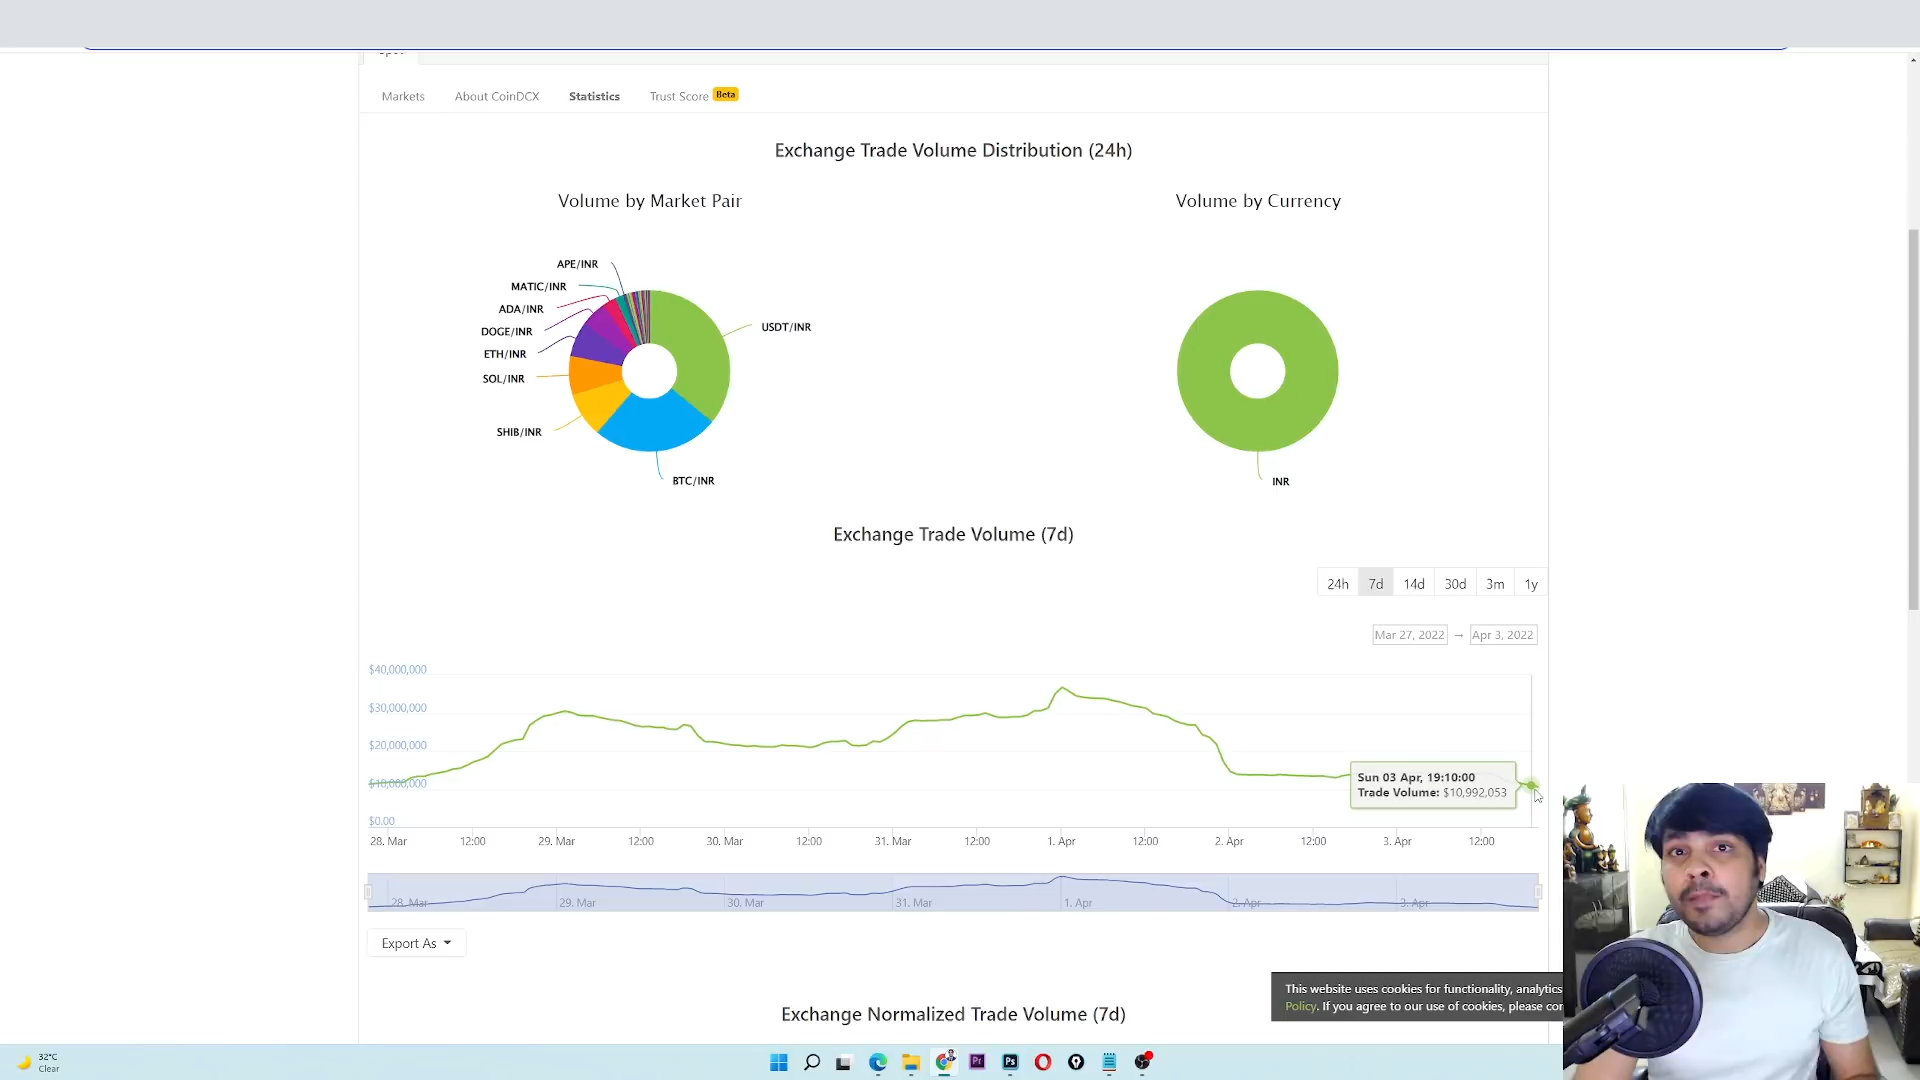 Markets About CoinDCX Statistics Trust Score Beta
Exchange Trade Volume Distribution (24h)
Volume by Market Pair
Volume by Currency
APE/INR
MATIC/INR
ADA/INR
DOGE/INR
ETH/INR
SOL/INR
SHIB/INR
USDT/INR
BTC/INR
INR
Exchange Trade Volume (7d)
24h 7d 14d 30d 3m 1y
Mar 27, 2022 → Apr 3, 2022
$40,000,000
$30,000,000
$20,000,000
$10,000,000
$0.00
Sun 03 Apr, 19:10:00
Trade Volume: $10,992,053
28. Mar 12:00 29. Mar 12:00 30. Mar 12:00 31. Mar 12:00 1. Apr 12:00 2. Apr 12:00 3. Apr 12:00
28. Mar 29. Mar 30. Mar 31. Mar 1. Apr 2. Apr 3. Apr
Export As
This website uses cookies for functionality, analytics
Policy. If you agree to our use of cookies, please con
Exchange Normalized Trade Volume (7d)
32°C
Clear
Pr
Ps